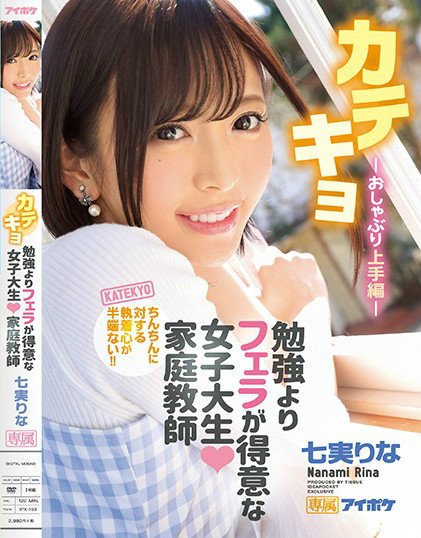 アイポケ
カテキョ
勉強よりフェラが得意な
女子大生♥家庭教師
七実りな
専属
DIGITAL MOSAIC
DVD
カテキョ
―おしゃぶり上手編―
KATEKYO
ちんちんに
対する
執着心が
半端ない!!
勉強より
フェラが得意な
女子大生♥
家庭教師
七実りな
Nanami Rina
PRODUCED BY TISSUE
IDEAPOCKET
EXCLUSIVE
専属 アイポケ